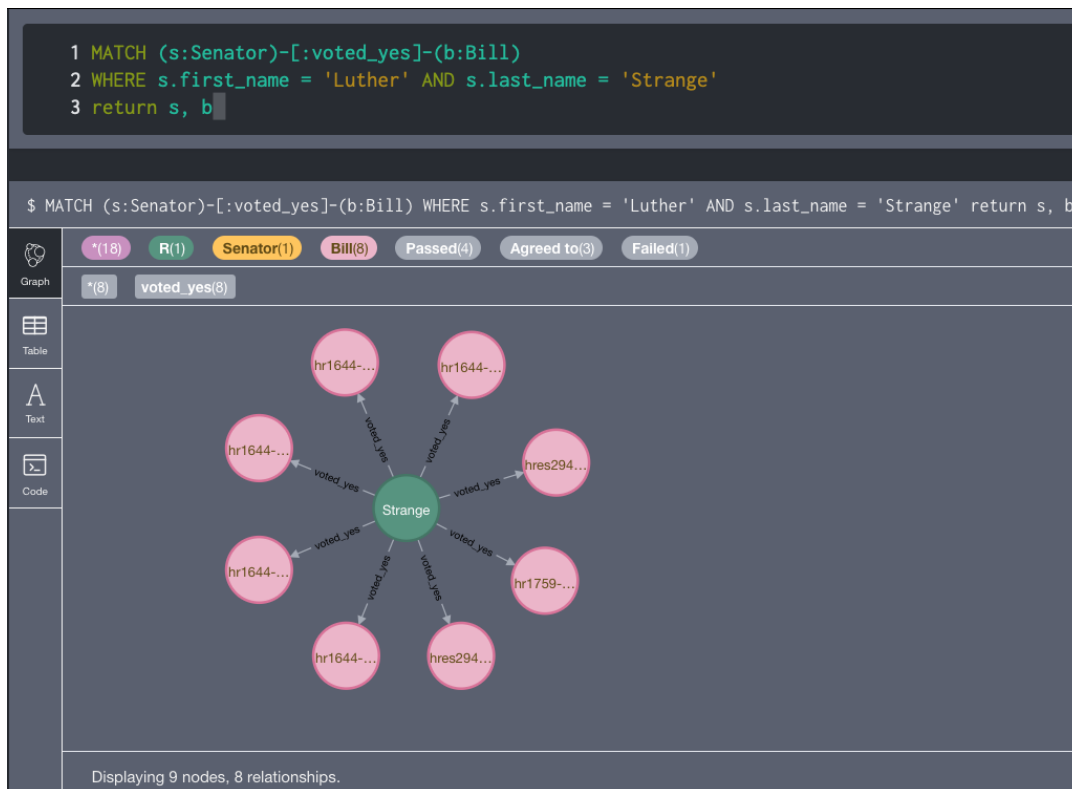 1 MATCH (s:Senator)-[:voted_yes]-(b:Bill)
2 WHERE s.first_name = 'Luther' AND s.last_name = 'Strange'
3 return s, b
$ MATCH (s:Senator)-[:voted_yes]-(b:Bill) WHERE s.first_name = 'Luther' AND s.last_name = 'Strange' return s, b
*(18) R(1) Senator(1) Bill(8) Passed(4) Agreed to(3) Failed(1)
*(8) voted_yes(8)
Graph
Table
A
Text
Code
hr1644-...
hr1644-...
voted_yes
voted_yes
hr1644-...
hres294...
voted_yes
voted_yes
Strange
voted_yes
voted_yes
hr1644-...
hr1759-...
voted_yes
voted_yes
hr1644-...
hres294...
Displaying 9 nodes, 8 relationships.